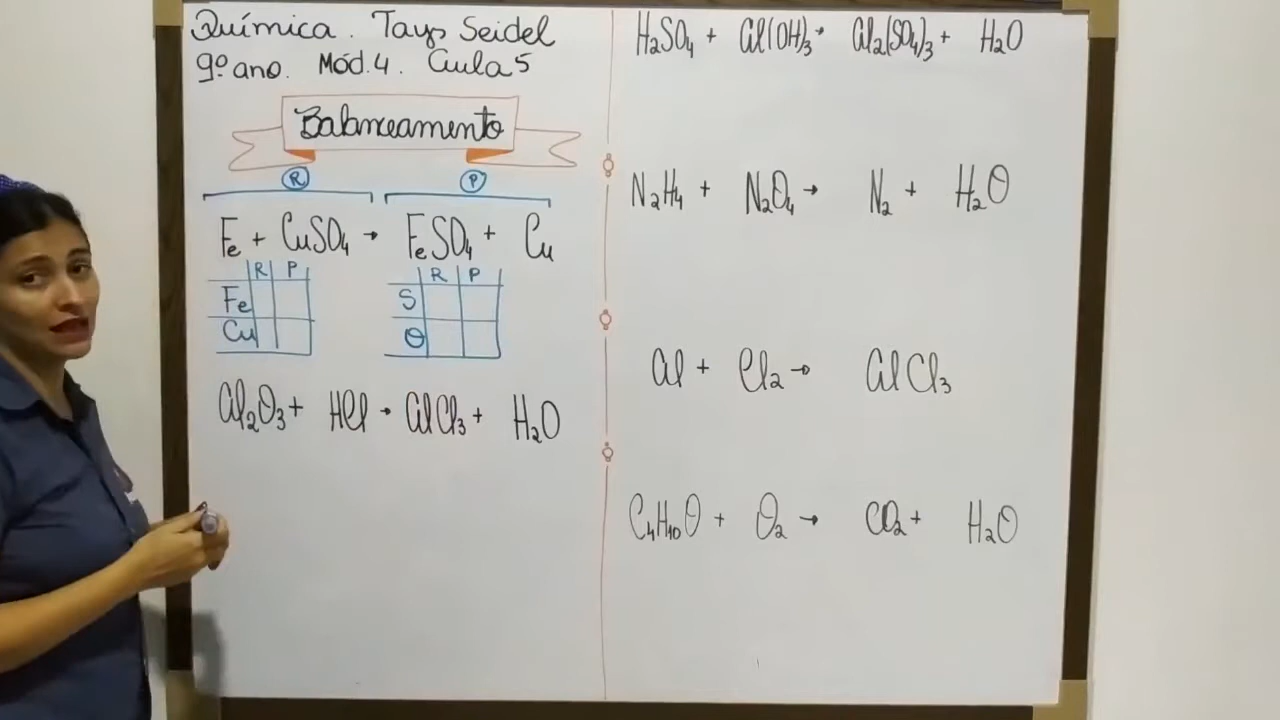 Química. Tays Seidel
9º ano. Mód.4. Aula 5
Balanceamento
R P
Fe + CuSO₄ → FeSO₄ + Cu
R P
Fe
Cu
R P
S
O
Al₂O₃ + HCl → AlCl₃ + H₂O
H₂SO₄ + Al(OH)₃ → Al₂(SO₄)₃ + H₂O
N₂H₄ + N₂O₄ → N₂ + H₂O
Al + Cl₂ → AlCl₃
C₄H₁₀O + O₂ → CO₂ + H₂O